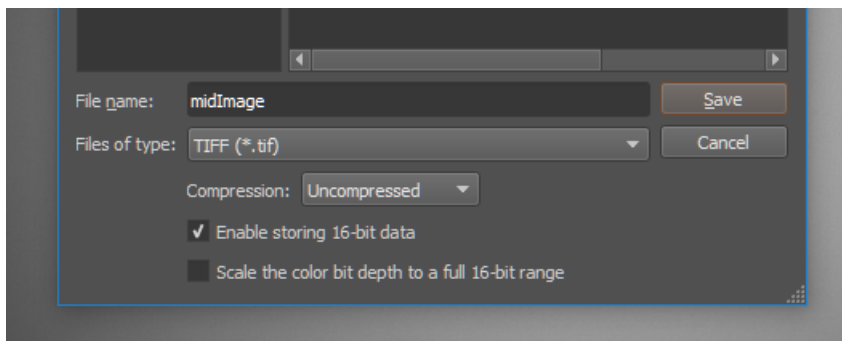 File name: midImage Save
Files of type: TIFF (*.tif) Cancel
Compression: Uncompressed
Enable storing 16-bit data
Scale the color bit depth to a full 16-bit range